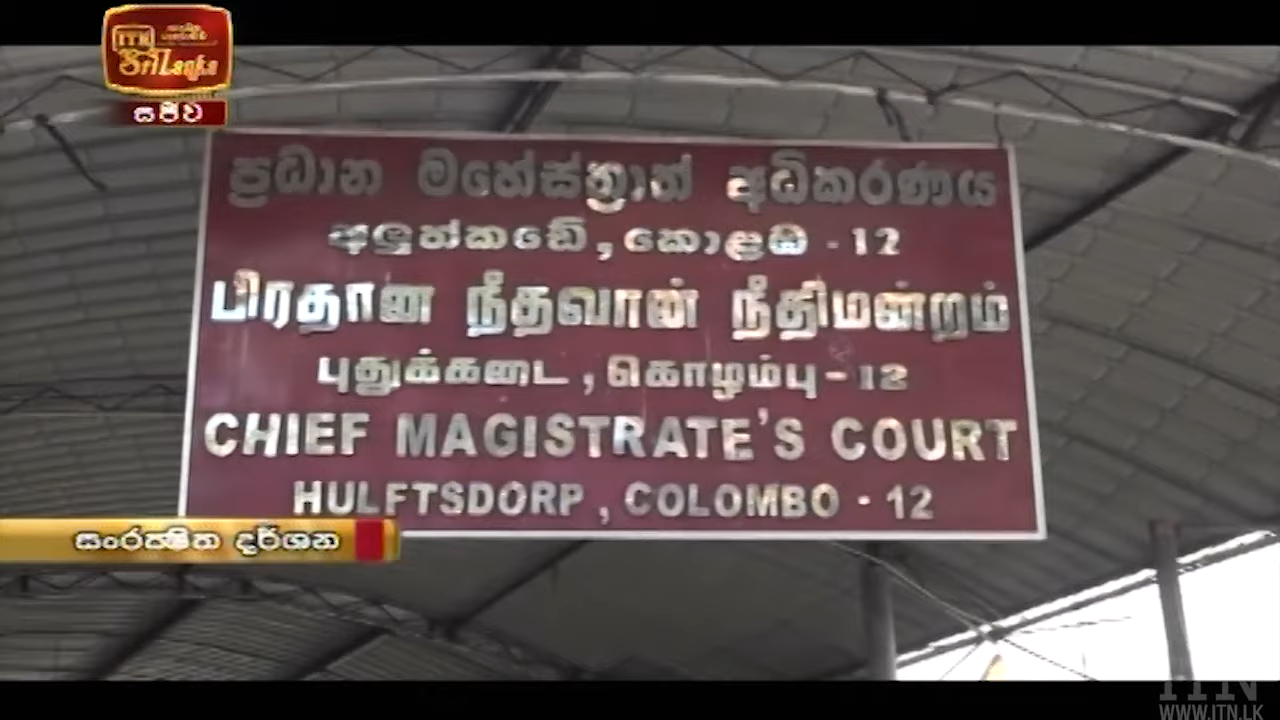 ITN
Sri Lanka
සජීව
ප්‍රධාන මහේස්ත්‍රාත් අධිකරණය
අලුත්කඩේ, කොළඹ - 12
பிரதான நீதவான் நீதிமன்றம்
புதுக்கடை, கொழும்பு - 12
CHIEF MAGISTRATE'S COURT
HULFTSDORP, COLOMBO - 12
සංරක්ෂිත දර්ශන
ITN
WWW.ITN.LK